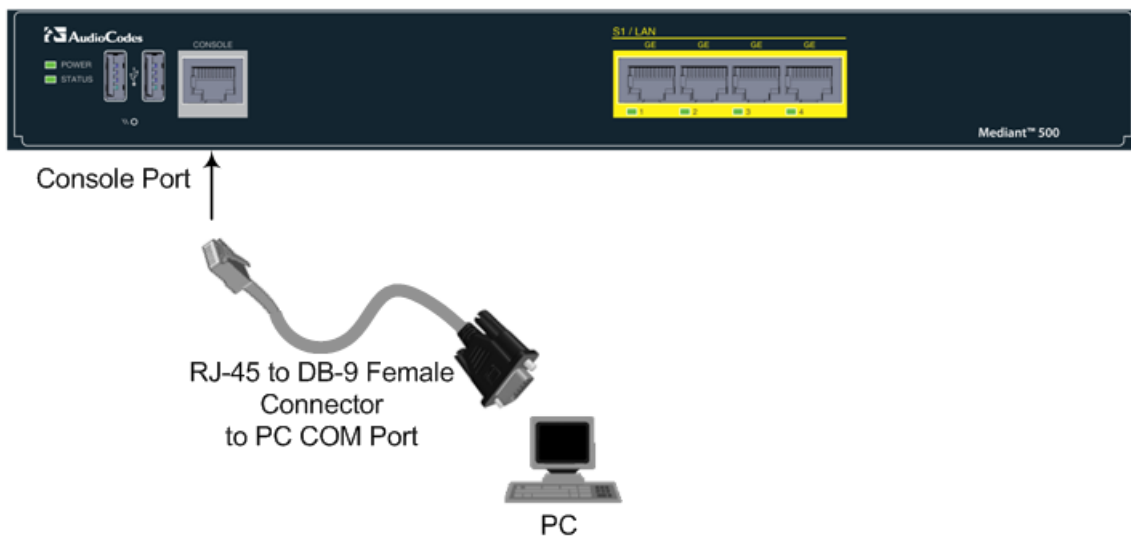 AudioCodes
POWER
STATUS
CONSOLE
S1 / LAN
GE GE GE GE
1 2 3 4
Mediant™ 500
Console Port
RJ-45 to DB-9 Female
Connector
to PC COM Port
PC